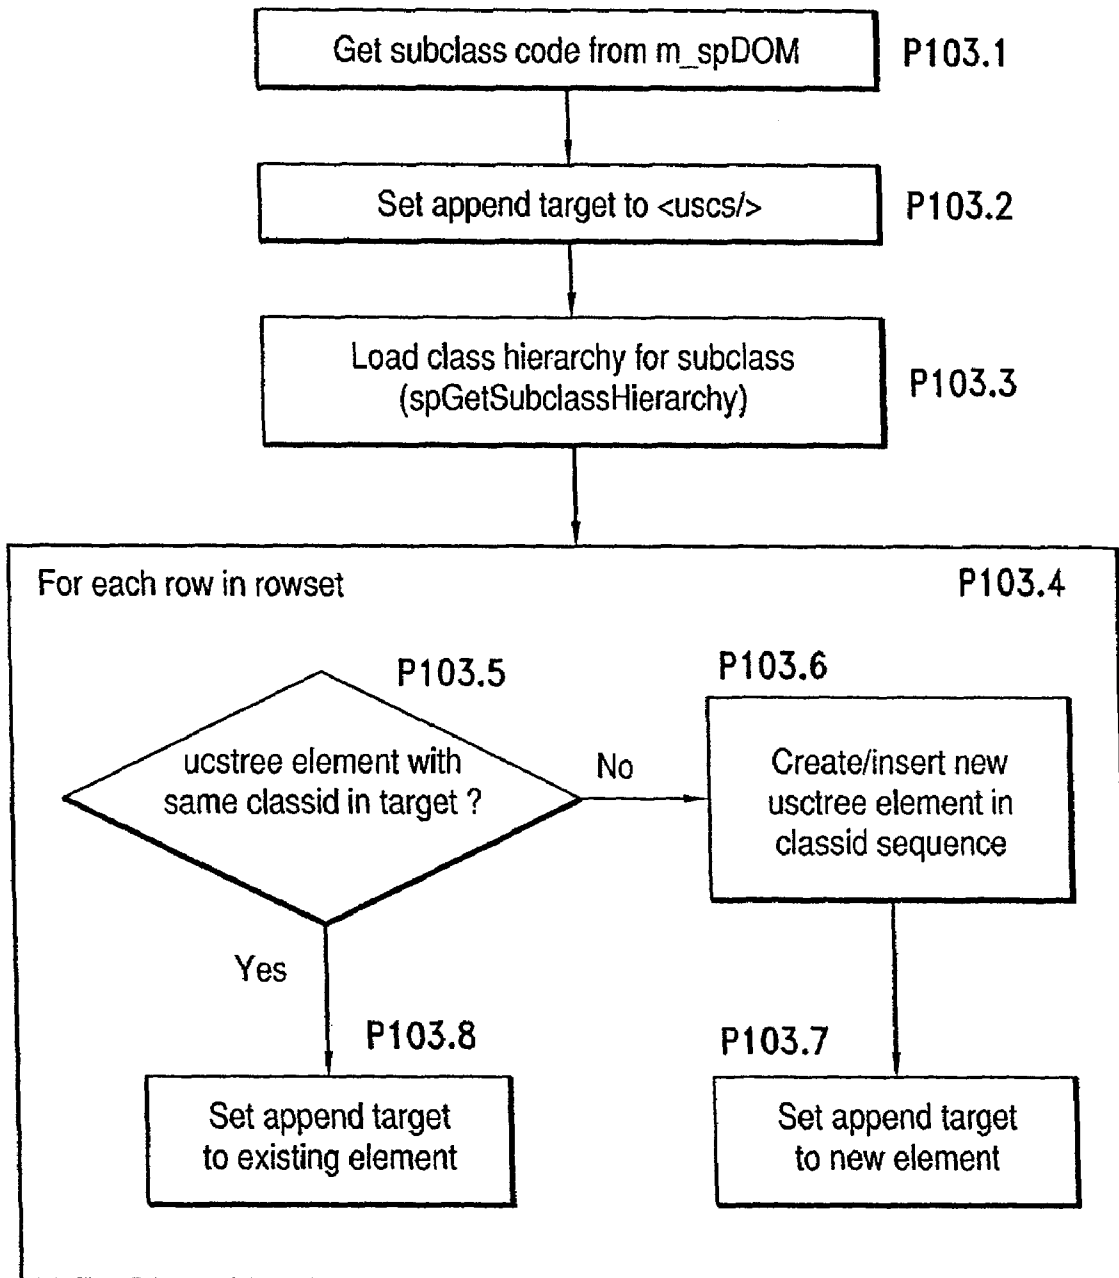 Get subclass code from m_spDOM
P103.1
Set append target to <uscs/>
P103.2
Load class hierarchy for subclass
(spGetSubclassHierarchy)
P103.3
For each row in rowset
P103.4
P103.5
ucstree element with
same classid in target ?
No
P103.6
Create/insert new
usctree element in
classid sequence
Yes
P103.8
Set append target
to existing element
P103.7
Set append target
to new element